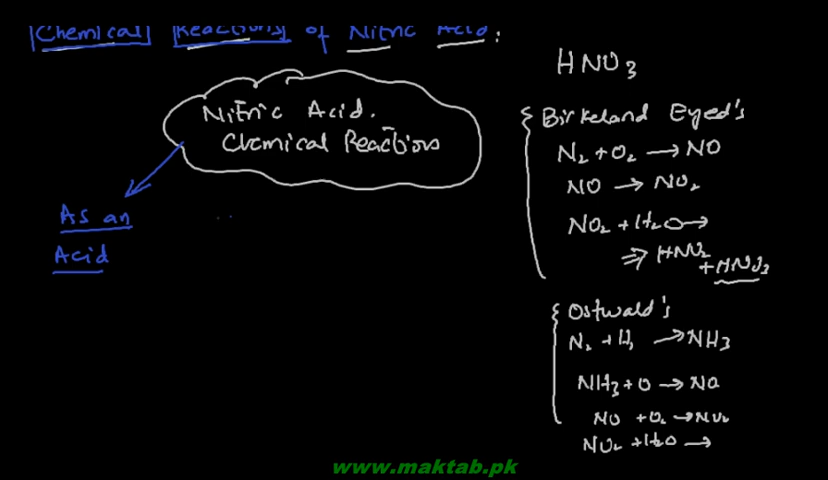 Chemical Reactions of Nitric Acid:
HNO3
Nitric Acid.
Chemical Reactions
As an
Acid
Birkeland Eyed's
N2 + O2 → NO
NO → NO2
NO2 + H2O →
⇒ HNO2
+ HNO3
Ostwald's
N2 + H2 → NH3
NH3 + O → NO
NO + O2 → NO2
NO2 + H2O →
www.maktab.pk